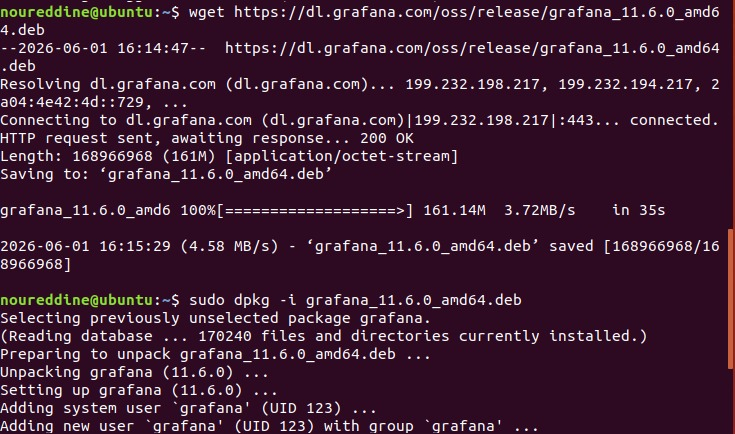 noureddine@ubuntu:~$ wget https://dl.grafana.com/oss/release/grafana_11.6.0_amd6
4.deb
--2026-06-01 16:14:47--  https://dl.grafana.com/oss/release/grafana_11.6.0_amd64
.deb
Resolving dl.grafana.com (dl.grafana.com)... 199.232.198.217, 199.232.194.217, 2
a04:4e42:4d::729, ...
Connecting to dl.grafana.com (dl.grafana.com)|199.232.198.217|:443... connected.
HTTP request sent, awaiting response... 200 OK
Length: 168966968 (161M) [application/octet-stream]
Saving to: ‘grafana_11.6.0_amd64.deb’
grafana_11.6.0_amd6 100%[===================>] 161.14M  3.72MB/s    in 35s
2026-06-01 16:15:29 (4.58 MB/s) - ‘grafana_11.6.0_amd64.deb’ saved [168966968/16
8966968]
noureddine@ubuntu:~$ sudo dpkg -i grafana_11.6.0_amd64.deb
Selecting previously unselected package grafana.
(Reading database ... 170240 files and directories currently installed.)
Preparing to unpack grafana_11.6.0_amd64.deb ...
Unpacking grafana (11.6.0) ...
Setting up grafana (11.6.0) ...
Adding system user `grafana' (UID 123) ...
Adding new user `grafana' (UID 123) with group `grafana' ...